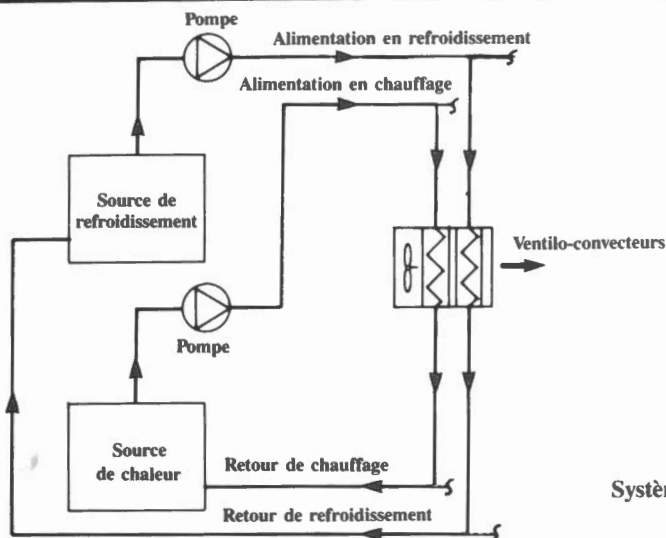 Pompe
Alimentation en refroidissement
Alimentation en chauffage
Source de
refroidissement
Ventilo-convecteurs
Pompe
Source
de chaleur
Retour de chauffage
Retour de refroidissement